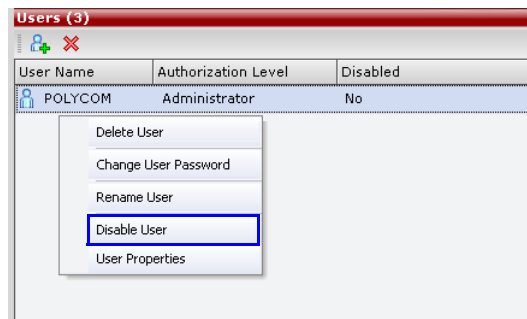 Users (3)
User Name Authorization Level Disabled
POLYCOM Administrator No
Delete User
Change User Password
Rename User
Disable User
User Properties